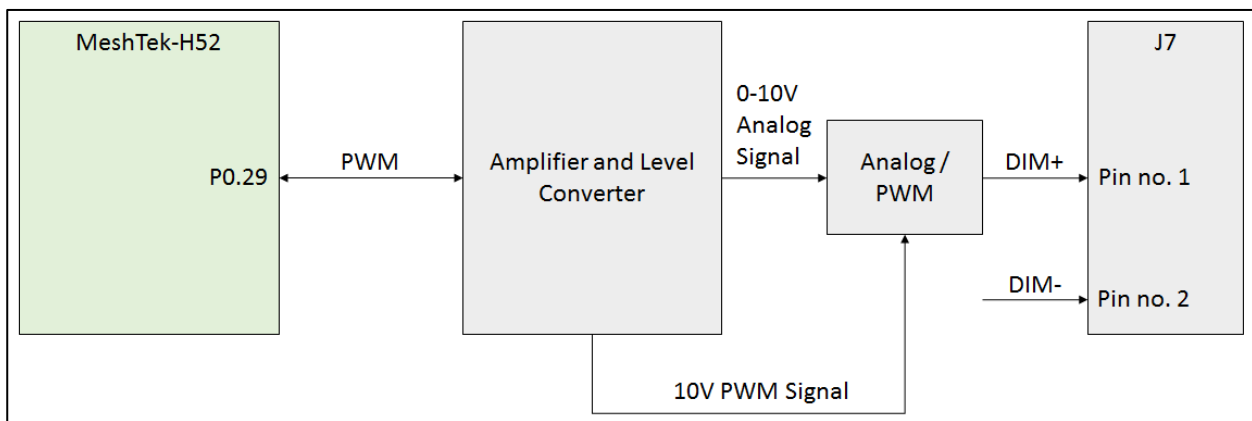 MeshTek-H52
P0.29
PWM
Amplifier and Level
Converter
0-10V
Analog
Signal
Analog /
PWM
DIM+
DIM-
J7
Pin no. 1
Pin no. 2
10V PWM Signal